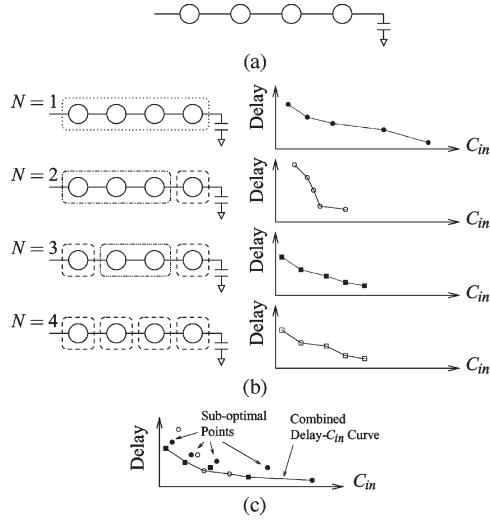 (a)
N = 1
Delay
C_in
N = 2
Delay
C_in
N = 3
Delay
C_in
N = 4
Delay
C_in
(b)
Delay
Sub-optimal
Points
Combined
Delay-C_in Curve
C_in
(c)